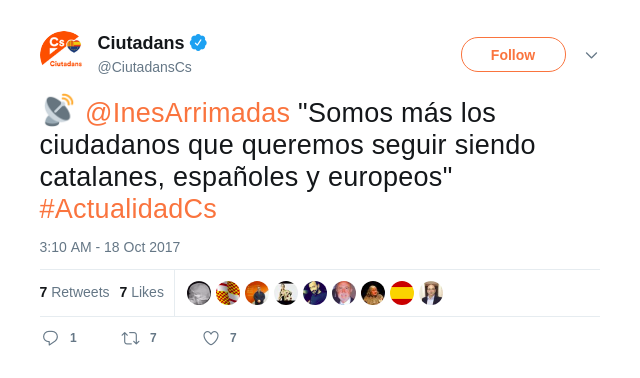 Cs
Ciutadans
Ciutadans
@CiutadansCs
Follow
@InesArrimadas "Somos más los
ciudadanos que queremos seguir siendo
catalanes, españoles y europeos"
#ActualidadCs
3:10 AM - 18 Oct 2017
7 Retweets 7 Likes
1 7 7